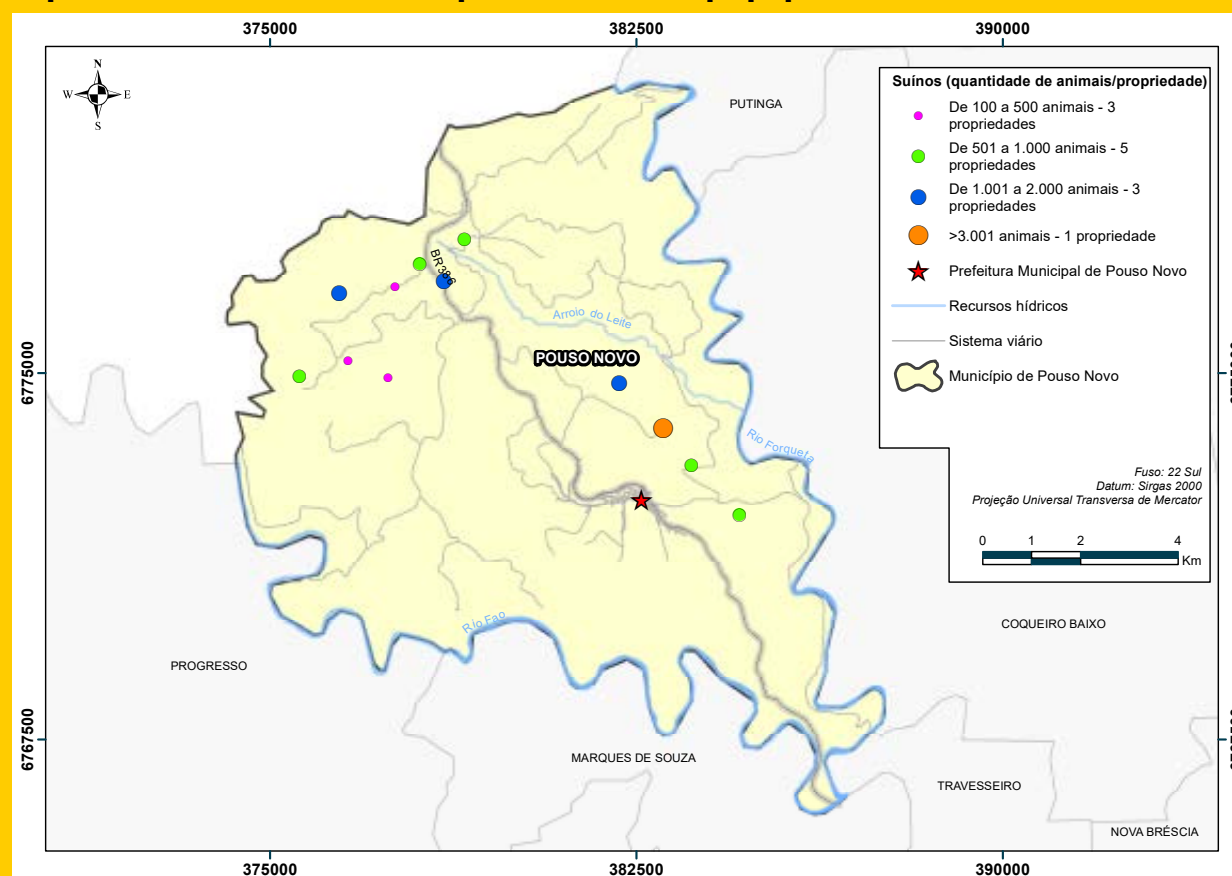 375000
382500
390000
N
W
E
S
PUTINGA
Suínos (quantidade de animais/propriedade)
De 100 a 500 animais - 3
propriedades
De 501 a 1.000 animais - 5
propriedades
De 1.001 a 2.000 animais - 3
propriedades
>3.001 animais - 1 propriedade
Prefeitura Municipal de Pouso Novo
Recursos hídricos
Sistema viário
Município de Pouso Novo
BR386
Arroio do Leite
POUSO NOVO
6775000
Rio Forqueta
Fuso: 22 Sul
Datum: Sirgas 2000
Projeção Universal Transversa de Mercator
0 1 2 4
Km
Rio Fao
COQUEIRO BAIXO
PROGRESSO
6767500
MARQUES DE SOUZA
TRAVESSEIRO
NOVA BRÉSCIA
375000
382500
390000